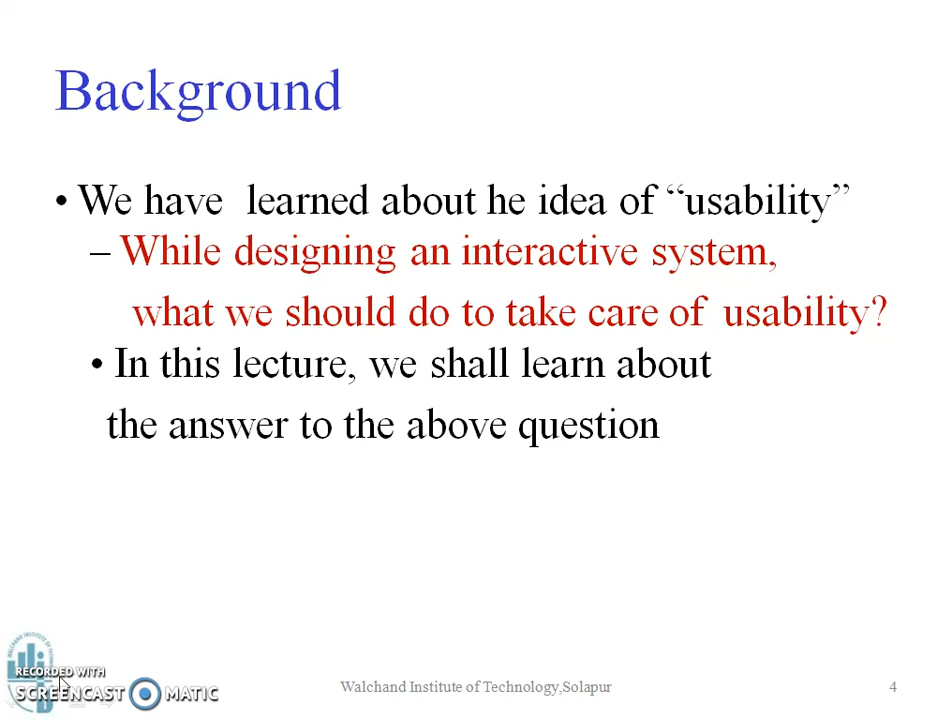 Background
• We have learned about he idea of “usability”
– While designing an interactive system,
what we should do to take care of usability?
• In this lecture, we shall learn about
the answer to the above question
RECORDED WITH
SCREENCAST MATIC
Walchand Institute of Technology,Solapur
4